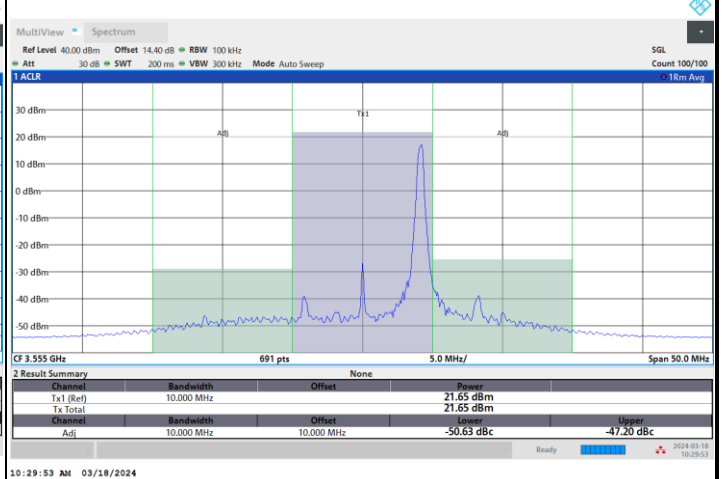 MultiView Spectrum
Ref Level 40.00 dBm Offset 14.40 dB RBW 100 kHz SGL
Att 30 dB SWT 200 ms VBW 300 kHz Mode Auto Sweep Count 100/100
1 ACLR 1Rm Avg
30 dBm
Tx1
20 dBm
Adj Adj
10 dBm
0 dBm
-10 dBm
-20 dBm
-30 dBm
-40 dBm
-50 dBm
CF 3.555 GHz 691 pts 5.0 MHz/ Span 50.0 MHz
2 Result Summary None
Channel Bandwidth Offset Power
Tx1 (Ref) 10.000 MHz 21.65 dBm
Tx Total 21.65 dBm
Channel Bandwidth Offset Lower Upper
Adj 10.000 MHz 10.000 MHz -50.63 dBc -47.20 dBc
Ready 2024-03-18
10:29:53
10:29:53 AM 03/18/2024